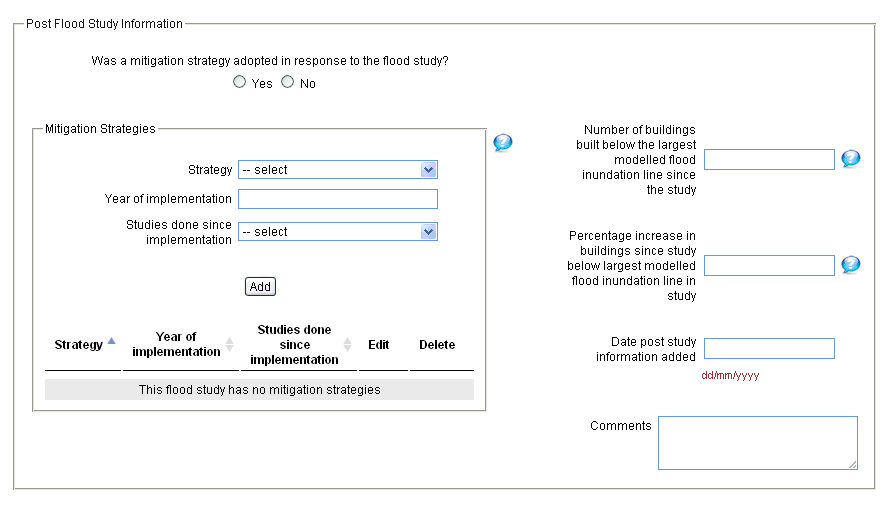 Post Flood Study Information
Was a mitigation strategy adopted in response to the flood study?
Yes No
Mitigation Strategies
Strategy -- select
Year of implementation
Studies done since
implementation -- select
Add
Strategy Year of
implementation Studies done
since
implementation Edit Delete
This flood study has no mitigation strategies
Number of buildings
built below the largest
modelled flood
inundation line since
the study
Percentage increase in
buildings since study
below largest modelled
flood inundation line in
study
Date post study
information added
dd/mm/yyyy
Comments